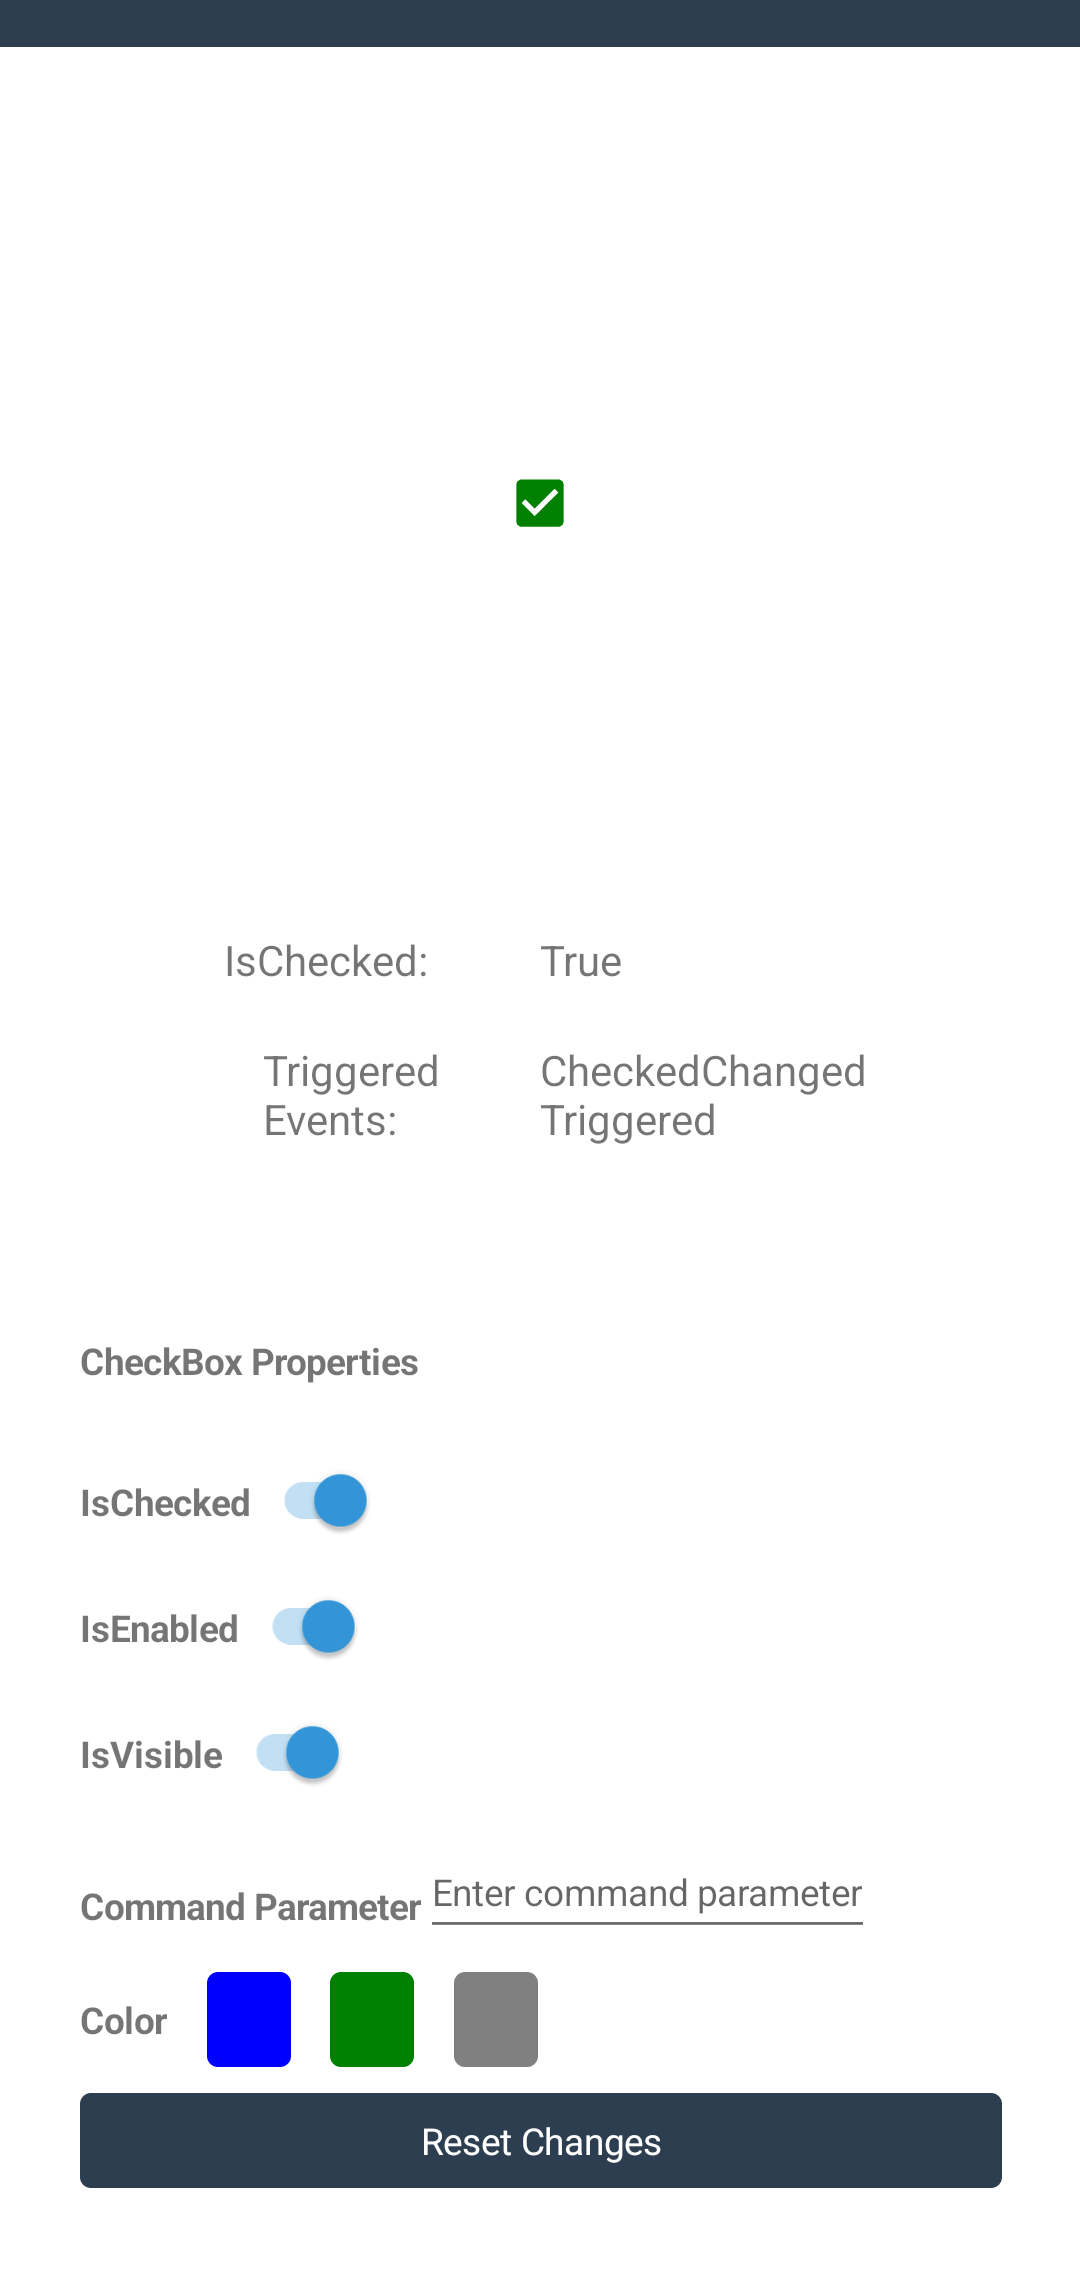 IsChecked: True
Triggered CheckedChanged
Events: Triggered
CheckBox Properties
IsChecked
IsEnabled
IsVisible
Command Parameter Enter command parameter
Color
Reset Changes